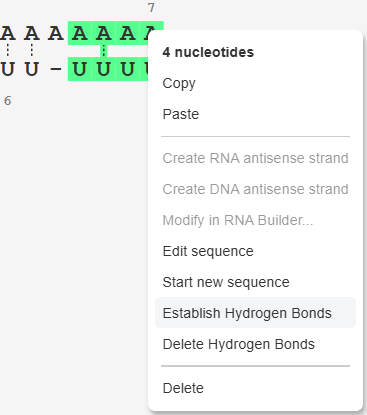 7
A A A A A A A
U U - U U U U
6
4 nucleotides
Copy
Paste
Create RNA antisense strand
Create DNA antisense strand
Modify in RNA Builder...
Edit sequence
Start new sequence
Establish Hydrogen Bonds
Delete Hydrogen Bonds
Delete